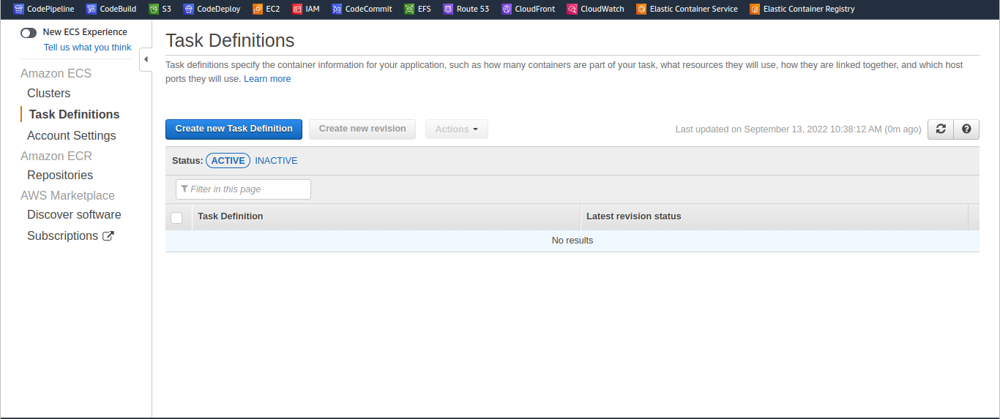 CodePipeline CodeBuild S3 CodeDeploy EC2 IAM CodeCommit EFS Route 53 CloudFront CloudWatch Elastic Container Service Elastic Container Registry
New ECS Experience
Tell us what you think
Amazon ECS
Clusters
Task Definitions
Account Settings
Amazon ECR
Repositories
AWS Marketplace
Discover software
Subscriptions
Task Definitions
Task definitions specify the container information for your application, such as how many containers are part of your task, what resources they will use, how they are linked together, and which host
ports they will use. Learn more
Create new Task Definition Create new revision Actions Last updated on September 13, 2022 10:38:12 AM (0m ago)
Status: ACTIVE INACTIVE
Filter in this page
Task Definition Latest revision status
No results